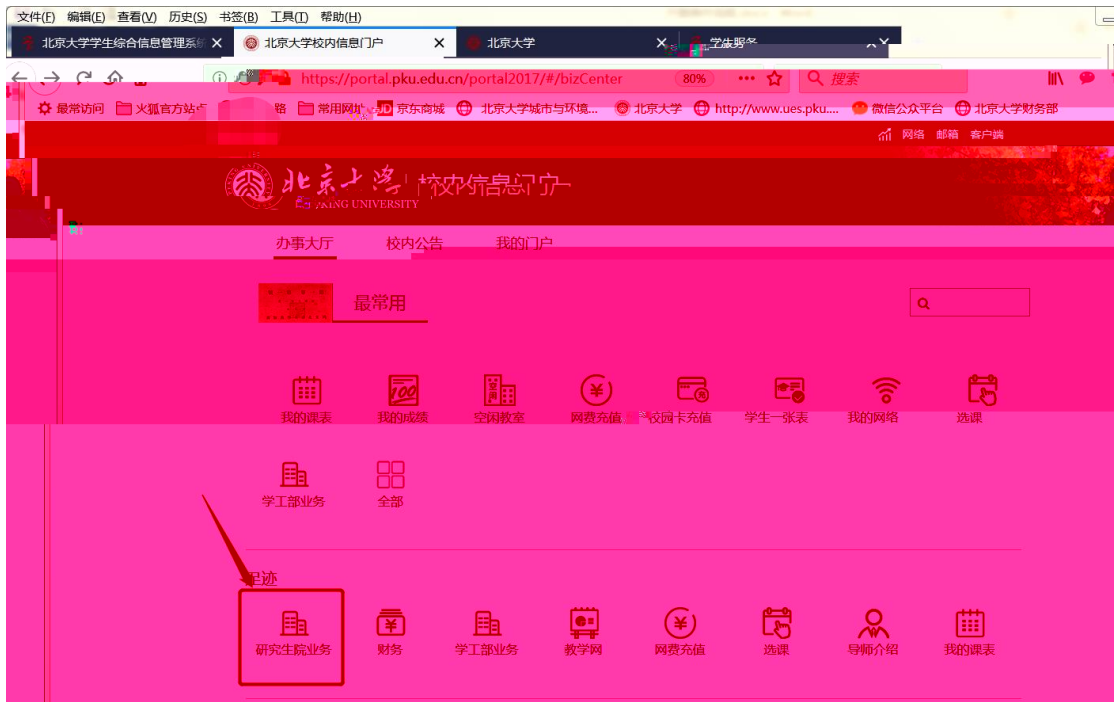 文件(F) 编辑(E) 查看(V) 历史(S) 书签(B) 工具(T) 帮助(H)
北京大学学生综合信息管理系统 北京大学校内信息门户 北京大学 学生服务
https://portal.pku.edu.cn/portal2017/#/bizCenter 80% 搜索
最常访问 火狐官方站点 常用网址 JD 京东商城 北京大学城市与环境... 北京大学 http://www.ues.pku.... 微信公众平台 北京大学财务部
网络 邮箱 客户端
北京大学 校内信息门户
UNIVERSITY
办事大厅 校内公告 我的门户
最常用
我的课表 我的成绩 空闲教室 网费充值 校园卡充值 学生一张表 我的网络 选课
学工部业务 全部
足迹
研究生院业务 财务 学工部业务 教学网 网费充值 选课 导师介绍 我的课表